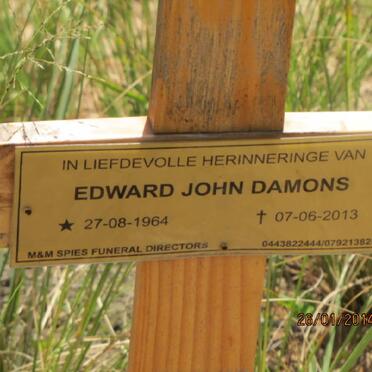 IN LIEFDEVOLLE HERINNERINGE VAN
EDWARD JOHN DAMONS
★ 27-08-1964 † 07-06-2013
M&M SPIES FUNERAL DIRECTORS 0443822444/07921382
26/01/2014